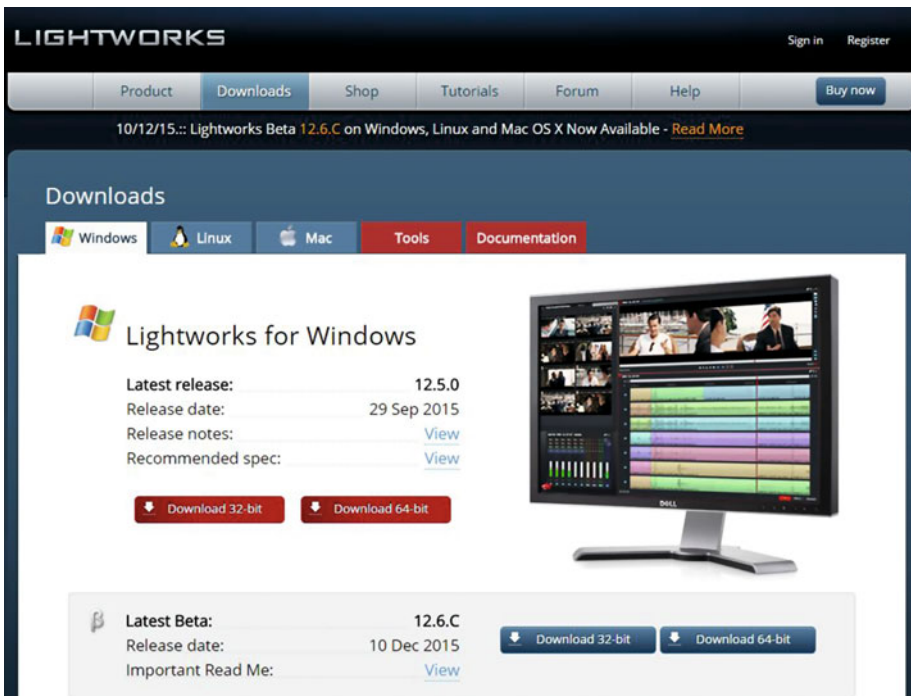 LIGHTWORKS
Sign in Register
Product Downloads Shop Tutorials Forum Help Buy now
10/12/15.:: Lightworks Beta 12.6.C on Windows, Linux and Mac OS X Now Available - Read More
Downloads
Windows Linux Mac Tools Documentation
Lightworks for Windows
Latest release: 12.5.0
Release date: 29 Sep 2015
Release notes: View
Recommended spec: View
Download 32-bit Download 64-bit
DELL
β Latest Beta: 12.6.C
Release date: 10 Dec 2015
Important Read Me: View
Download 32-bit Download 64-bit